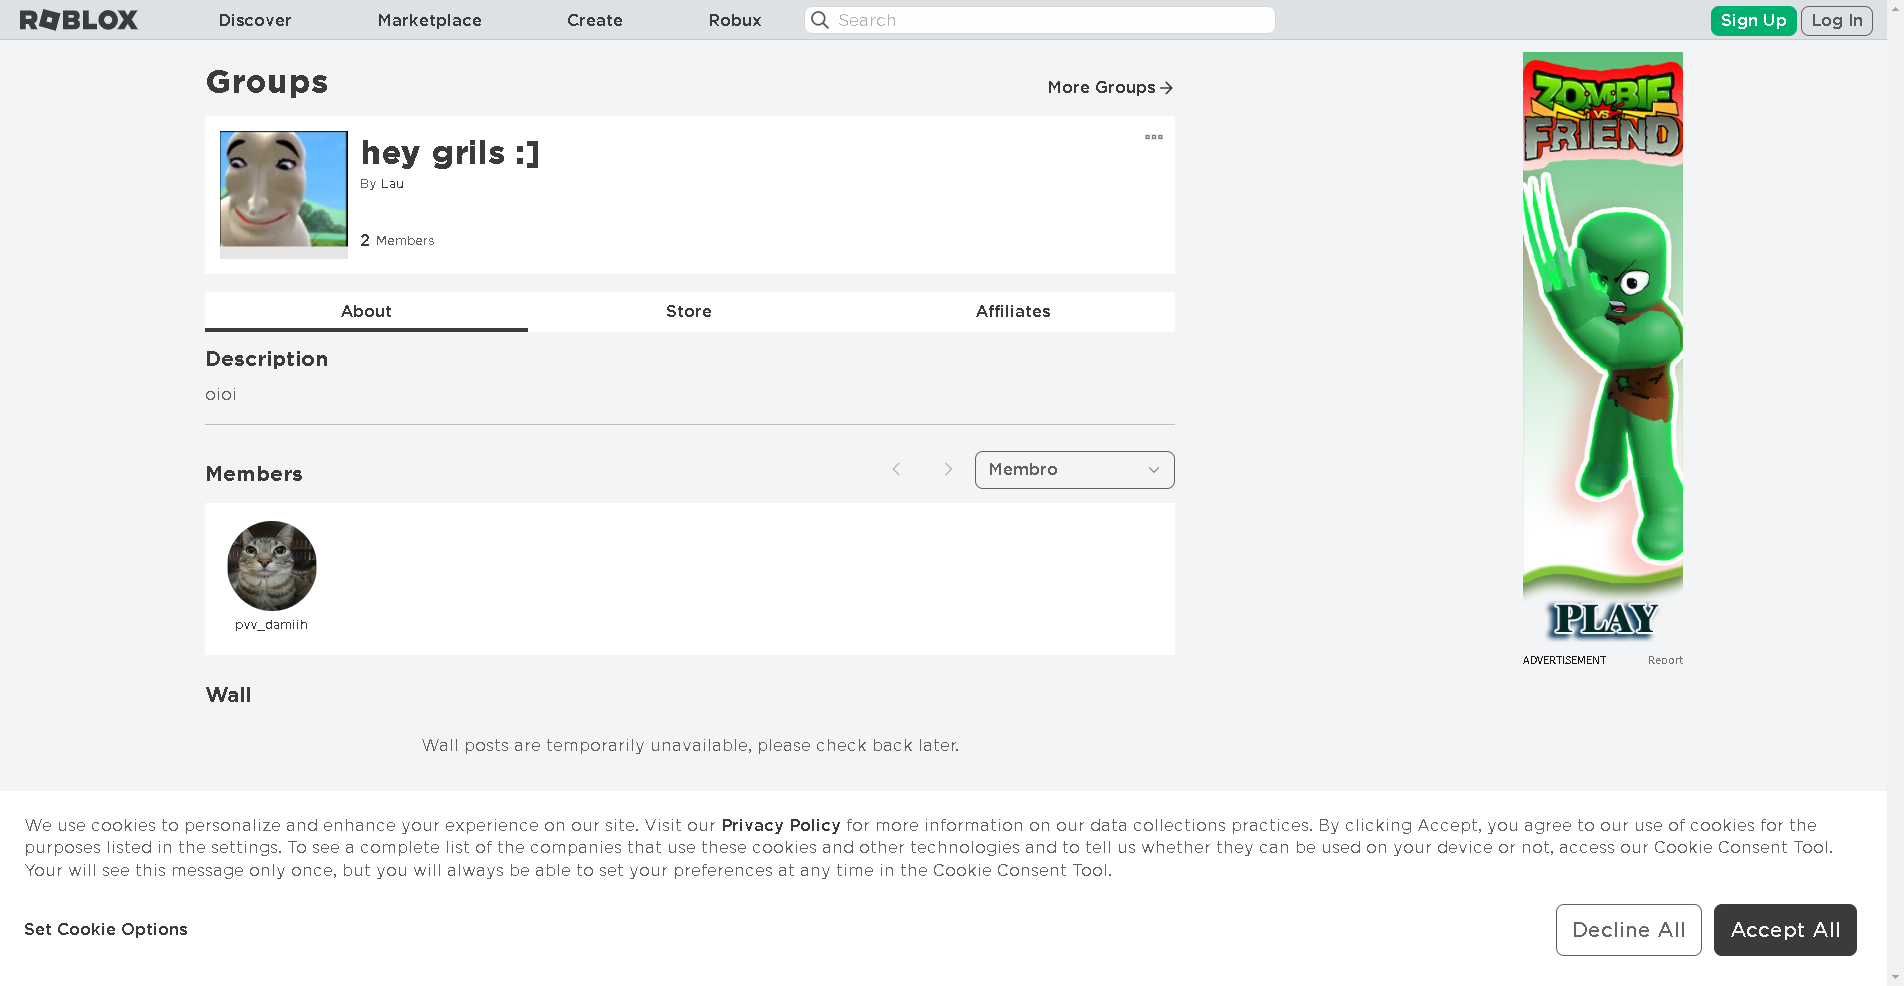 ROBLOX
Discover
Marketplace
Create
Robux
Search
Sign Up
Log In
Groups
More Groups
hey grils :]
By Lau
2 Members
About
Store
Affiliates
Description
oioi
Members
Membro
pvv_damiih
Wall
Wall posts are temporarily unavailable, please check back later.
ZOMBIE
VS
FRIEND
PLAY
ADVERTISEMENT
Report
We use cookies to personalize and enhance your experience on our site. Visit our Privacy Policy for more information on our data collections practices. By clicking Accept, you agree to our use of cookies for the
purposes listed in the settings. To see a complete list of the companies that use these cookies and other technologies and to tell us whether they can be used on your device or not, access our Cookie Consent Tool.
Your will see this message only once, but you will always be able to set your preferences at any time in the Cookie Consent Tool.
Set Cookie Options
Decline All
Accept All